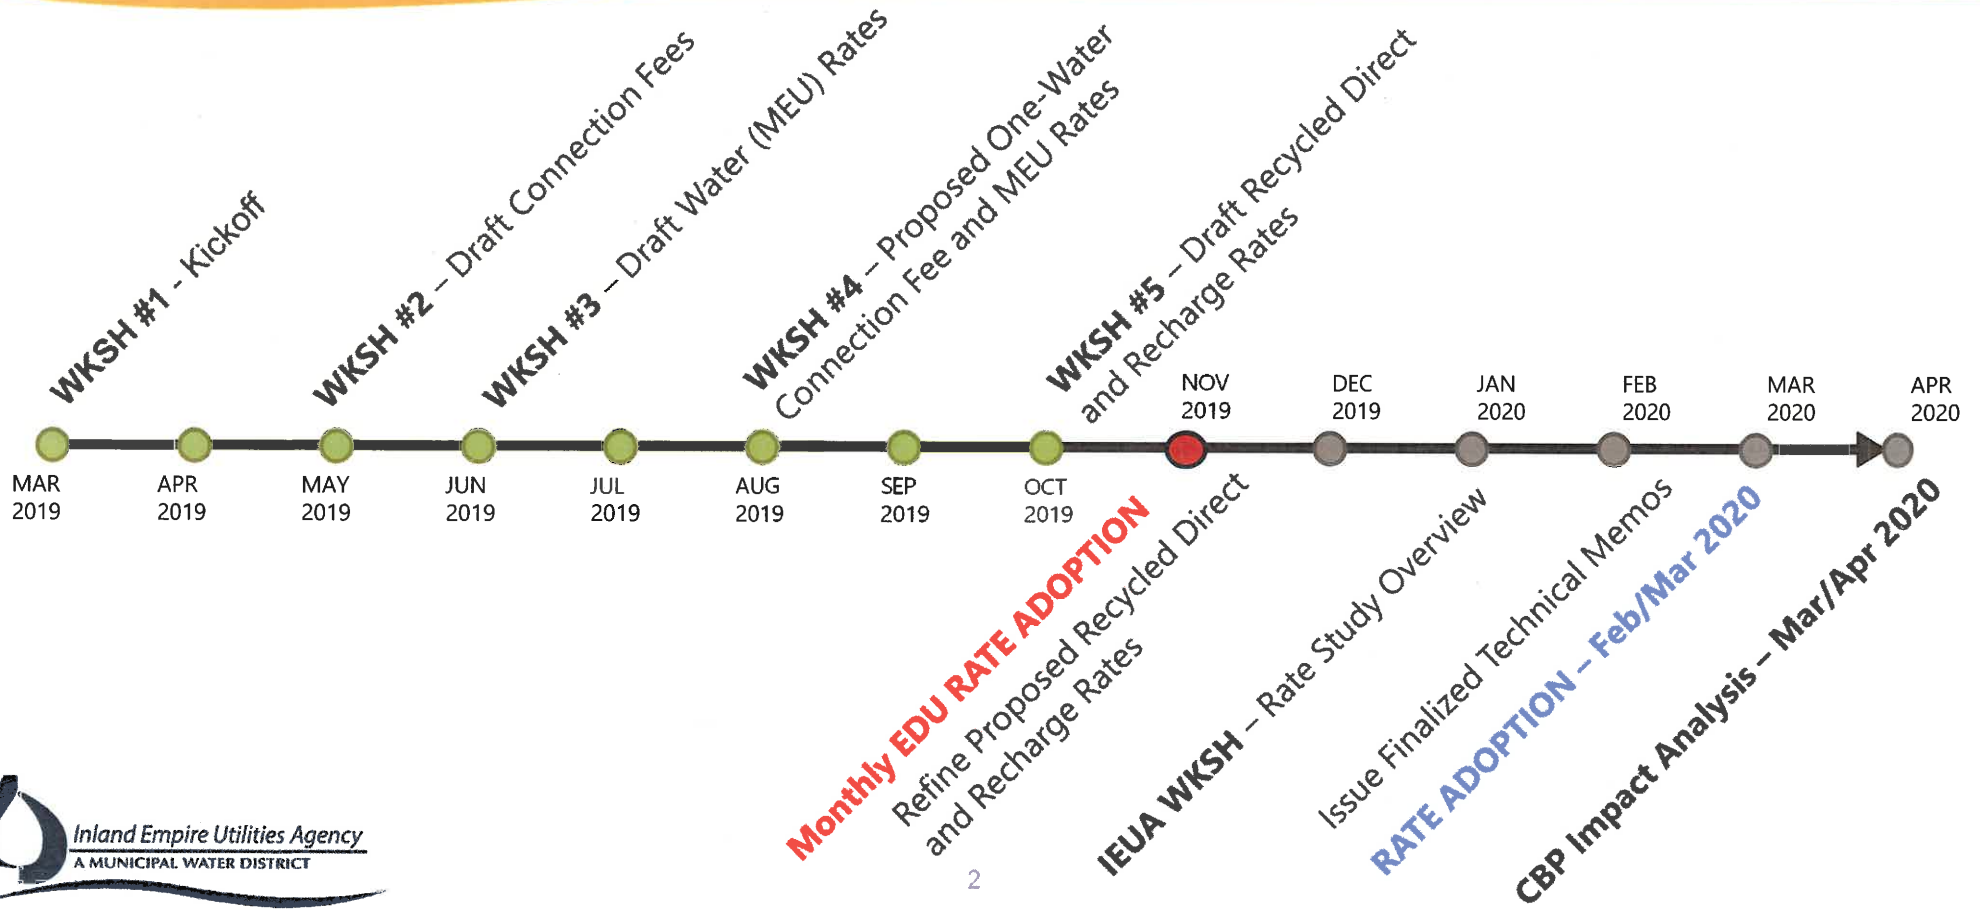 WKSH #1 - Kickoff
WKSH #2 – Draft Connection Fees
WKSH #3 – Draft Water (MEU) Rates
WKSH #4 – Proposed One-Water
Connection Fee and MEU Rates
WKSH #5 – Draft Recycled Direct
and Recharge Rates
NOV
2019
DEC
2019
JAN
2020
FEB
2020
MAR
2020
APR
2020
MAR
2019
APR
2019
MAY
2019
JUN
2019
JUL
2019
AUG
2019
SEP
2019
OCT
2019
Monthly EDU RATE ADOPTION
Refine Proposed Recycled Direct
and Recharge Rates
IEUA WKSH – Rate Study Overview
Issue Finalized Technical Memos
RATE ADOPTION – Feb/Mar 2020
CBP Impact Analysis – Mar/Apr 2020
Inland Empire Utilities Agency
A MUNICIPAL WATER DISTRICT
2